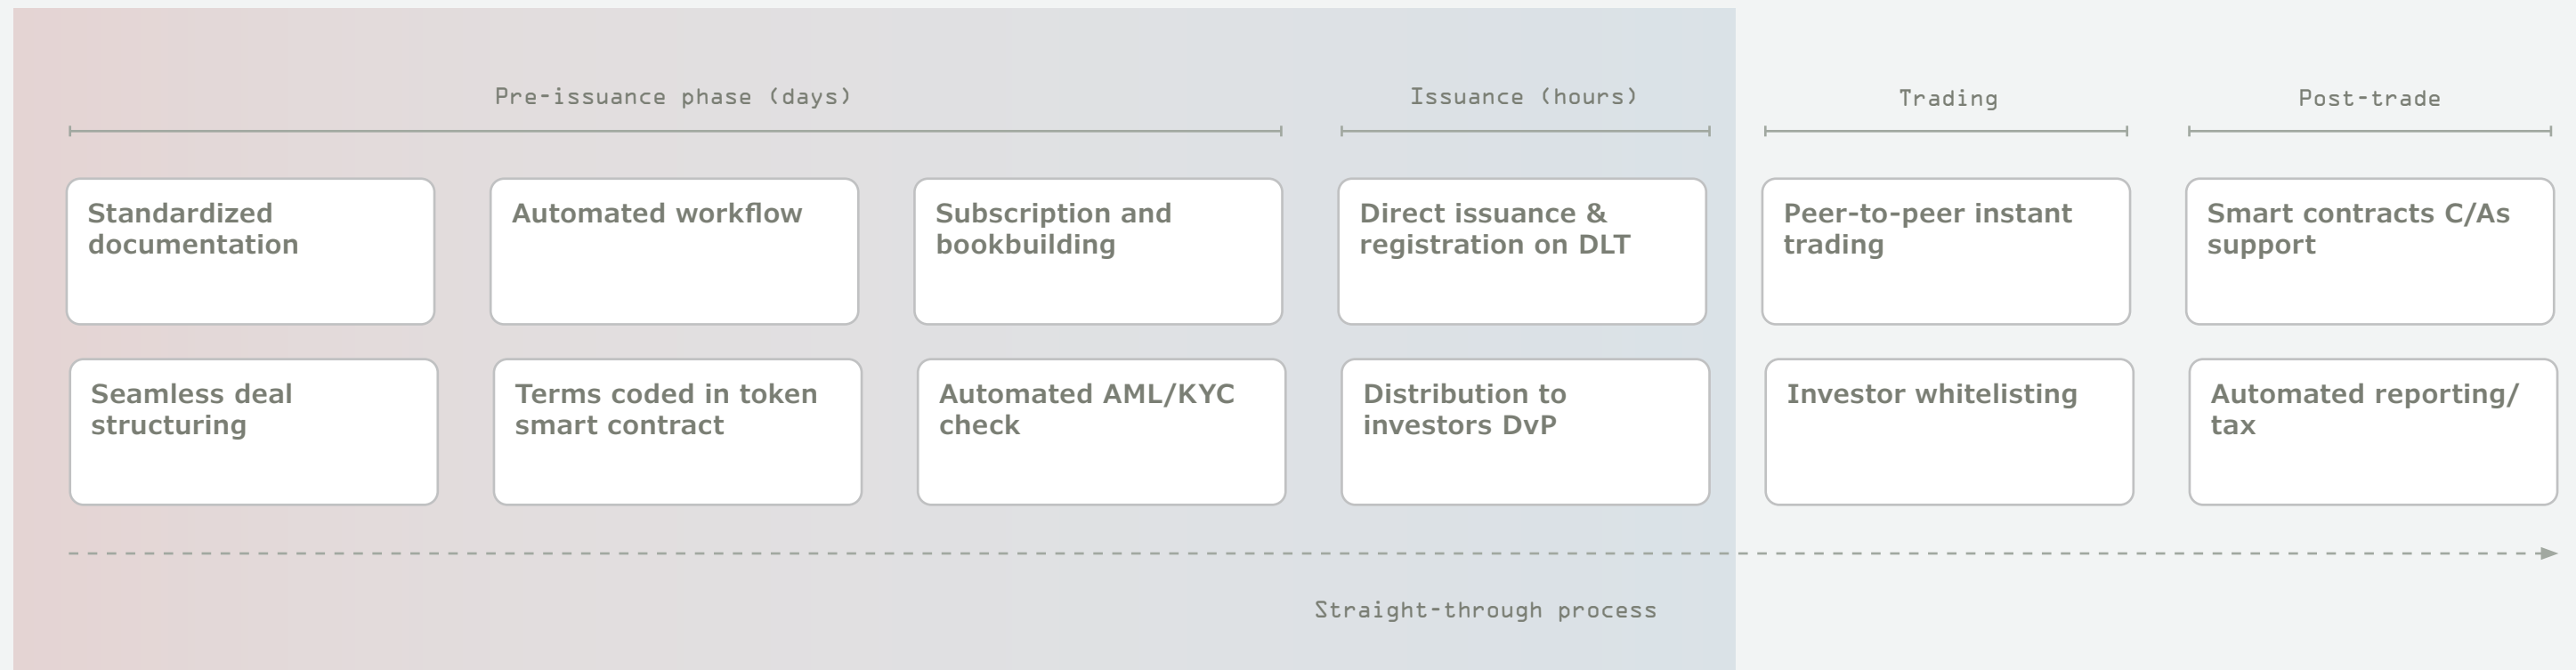 Pre-issuance phase (days)
Issuance (hours)
Trading
Post-trade
Standardized
documentation
Automated workflow
Subscription and
bookbuilding
Direct issuance &
registration on DLT
Peer-to-peer instant
trading
Smart contracts C/As
support
Seamless deal
structuring
Terms coded in token
smart contract
Automated AML/KYC
check
Distribution to
investors DvP
Investor whitelisting
Automated reporting/
tax
Straight-through process